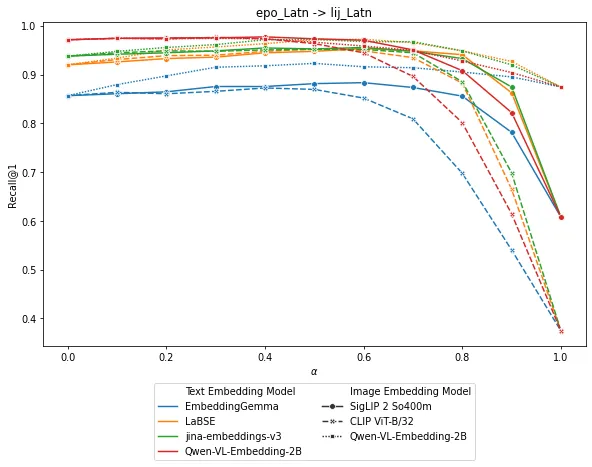 epo_Latn -> lij_Latn
1.0
0.9
0.8
0.7
0.6
0.5
0.4
Recall@1
0.0 0.2 0.4 0.6 0.8 1.0
α
Text Embedding Model Image Embedding Model
EmbeddingGemma SigLIP 2 So400m
LaBSE CLIP ViT-B/32
jina-embeddings-v3 Qwen-VL-Embedding-2B
Qwen-VL-Embedding-2B